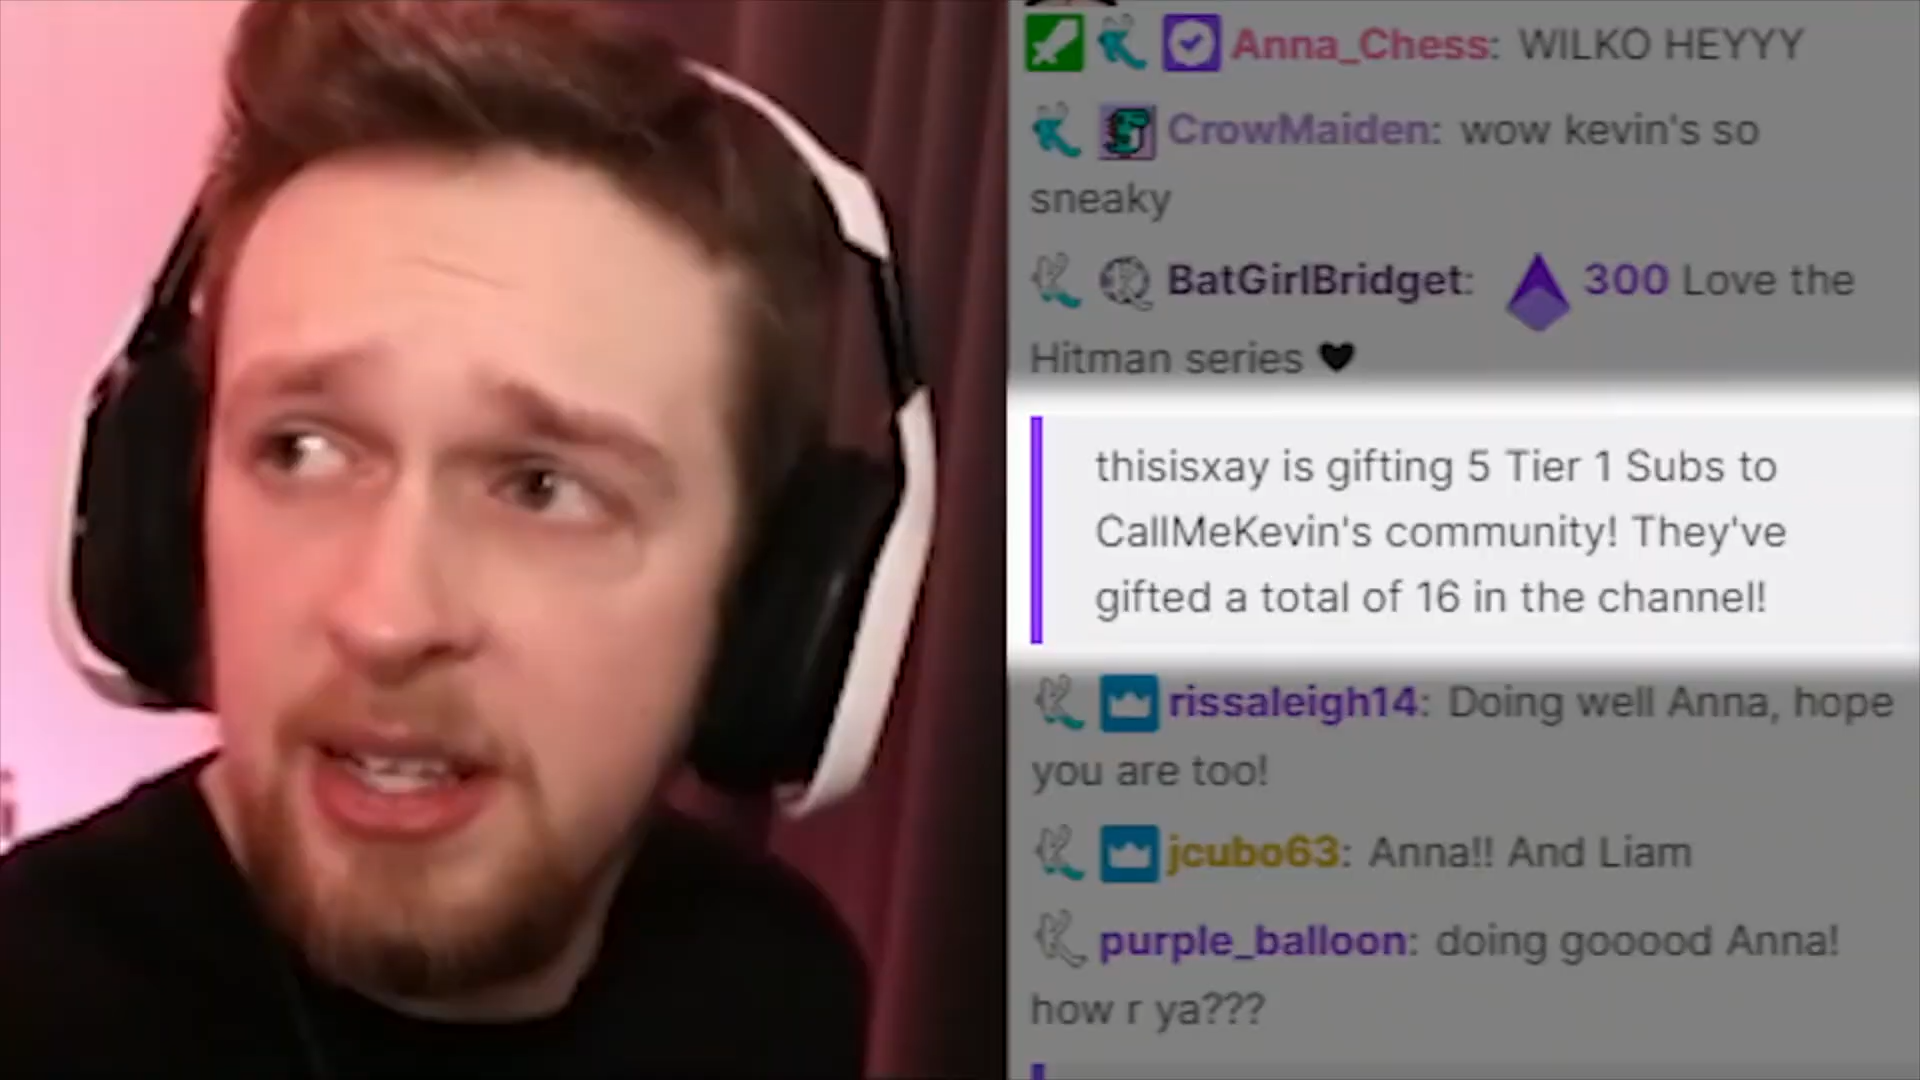 Anna_Chess: WILKO HEYYY
CrowMaiden: wow kevin's so
sneaky
BatGirlBridget: 300 Love the
Hitman series
thisisxay is gifting 5 Tier 1 Subs to
CallMeKevin's community! They've
gifted a total of 16 in the channel!
rissaleigh14: Doing well Anna, hope
you are too!
jcubo63: Anna!! And Liam
purple_balloon: doing gooood Anna!
how r ya???